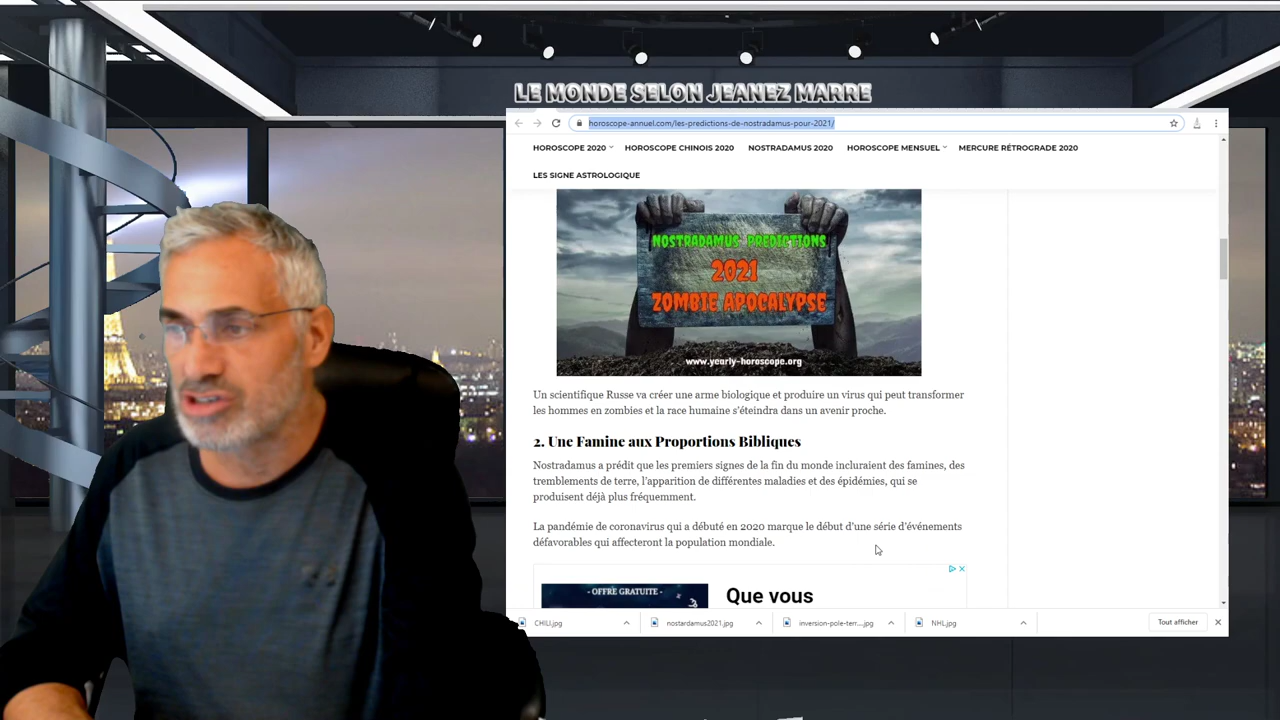 LE MONDE SELON JEANEZ MARRE
horoscope-annuel.com/les-predictions-de-nostradamus-pour-2021/
HOROSCOPE 2020 HOROSCOPE CHINOIS 2020 NOSTRADAMUS 2020 HOROSCOPE MENSUEL MERCURE RÉTROGRADE 2020
LES SIGNE ASTROLOGIQUE
NOSTRADAMUS PREDICTIONS
2021
ZOMBIE APOCALYPSE
www.yearly-horoscope.org
Un scientifique Russe va créer une arme biologique et produire un virus qui peut transformer
les hommes en zombies et la race humaine s'éteindra dans un avenir proche.
2. Une Famine aux Proportions Bibliques
Nostradamus a prédit que les premiers signes de la fin du monde incluraient des famines, des
tremblements de terre, l'apparition de différentes maladies et des épidémies, qui se
produisent déjà plus fréquemment.
La pandémie de coronavirus qui a débuté en 2020 marque le début d'une série d'événements
défavorables qui affecteront la population mondiale.
- OFFRE GRATUITE -
Que vous
CHILI.jpg nostardamus2021.jpg inversion-pole-terr....jpg NHL.jpg Tout afficher